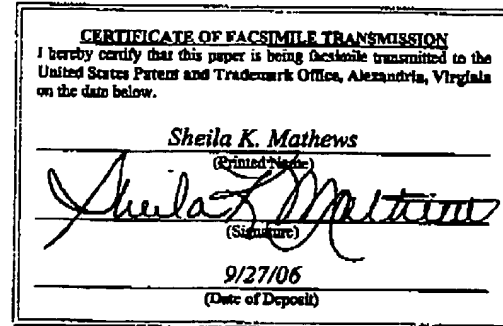 CERTIFICATE OF FACSIMILE TRANSMISSION
I hereby certify that this paper is being facsimile transmitted to the
United States Patent and Trademark Office, Alexandria, Virginia
on the date below.
Sheila K. Mathews
(Printed Name)
Sheila K Mathews
(Signature)
9/27/06
(Date of Deposit)